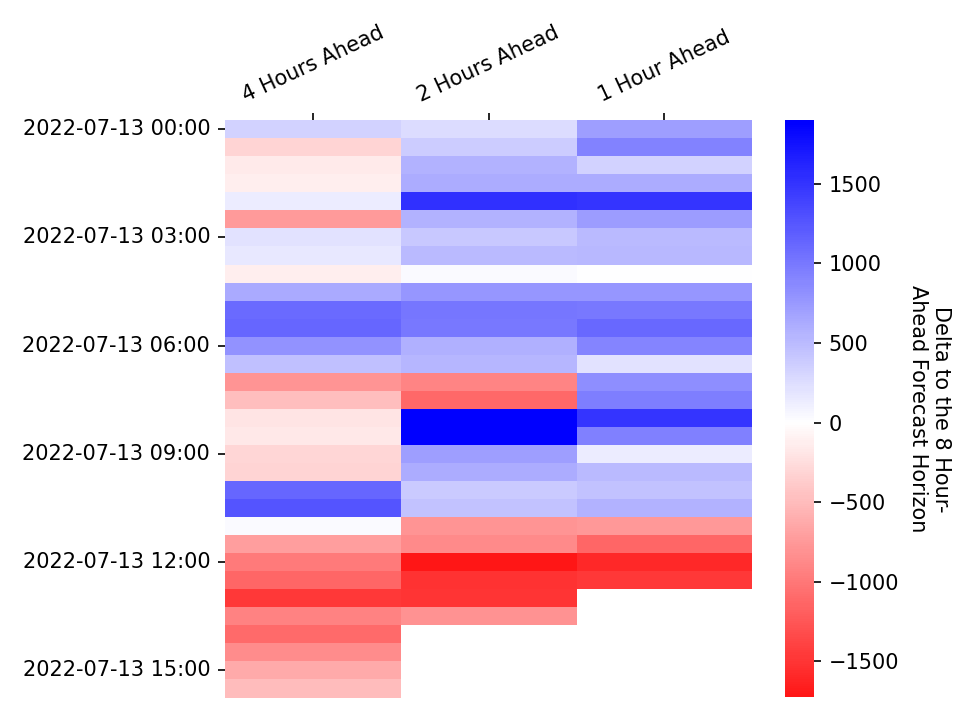 4 Hours Ahead
2 Hours Ahead
1 Hour Ahead
2022-07-13 00:00
2022-07-13 03:00
2022-07-13 06:00
2022-07-13 09:00
2022-07-13 12:00
2022-07-13 15:00
1500
1000
500
0
−500
−1000
−1500
Delta to the 8 Hour-
Ahead Forecast Horizon